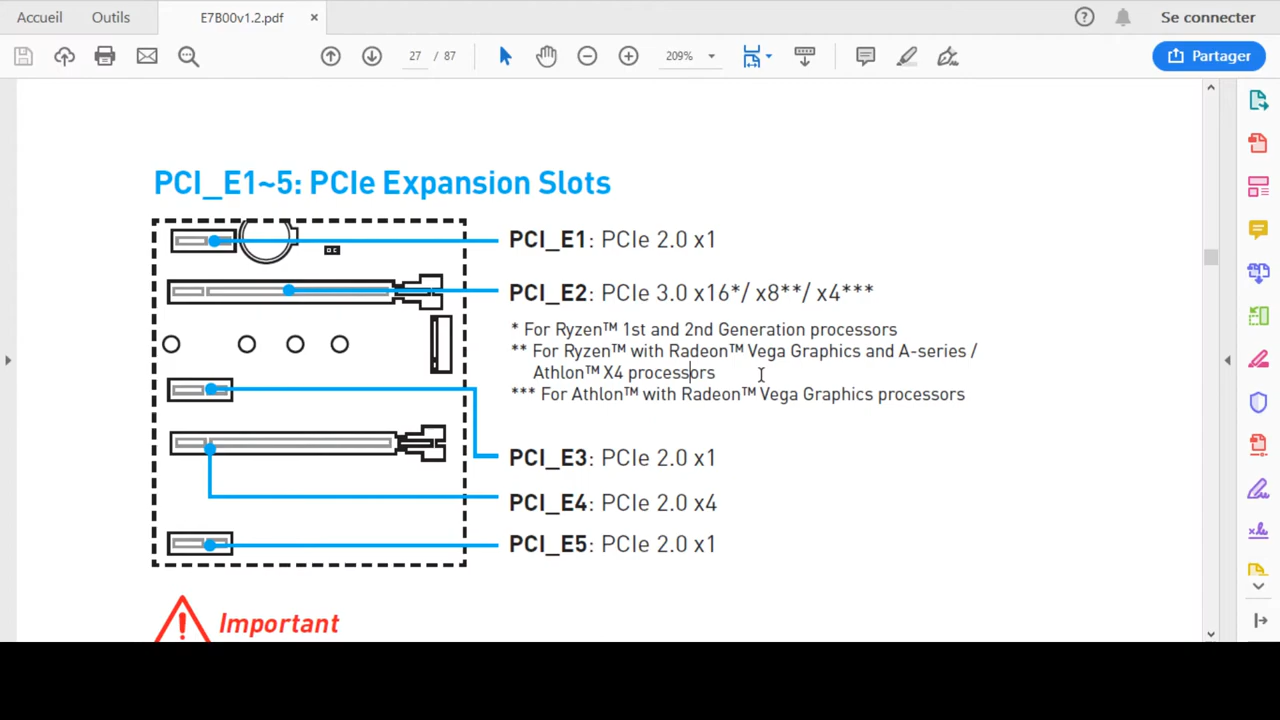 Accueil Outils E7B00v1.2.pdf × Se connecter
27 / 87 209% Partager
PCI_E1~5: PCIe Expansion Slots
PCI_E1: PCIe 2.0 x1
PCI_E2: PCIe 3.0 x16*/ x8**/ x4***
* For Ryzen™ 1st and 2nd Generation processors
** For Ryzen™ with Radeon™ Vega Graphics and A-series /
Athlon™ X4 processors
*** For Athlon™ with Radeon™ Vega Graphics processors
PCI_E3: PCIe 2.0 x1
PCI_E4: PCIe 2.0 x4
PCI_E5: PCIe 2.0 x1
Important